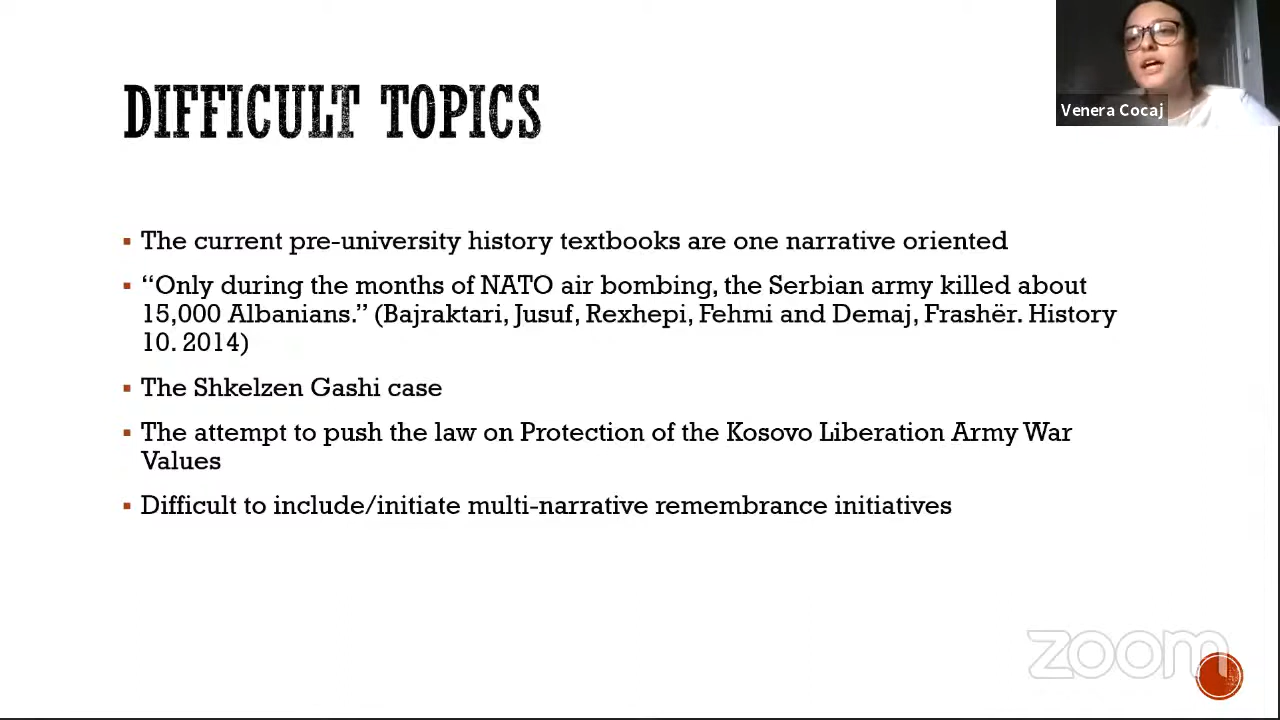 Venera Cocaj
DIFFICULT TOPICS
▪ The current pre-university history textbooks are one narrative oriented
▪ “Only during the months of NATO air bombing, the Serbian army killed about
15,000 Albanians.” (Bajraktari, Jusuf, Rexhepi, Fehmi and Demaj, Frashër. History
10. 2014)
▪ The Shkelzen Gashi case
▪ The attempt to push the law on Protection of the Kosovo Liberation Army War
Values
▪ Difficult to include/initiate multi-narrative remembrance initiatives
zoom